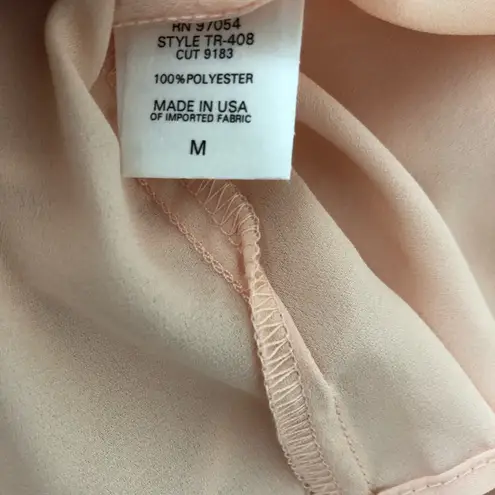 RN 97054
STYLE TR-408
CUT 9183
100% POLYESTER
MADE IN USA
OF IMPORTED FABRIC
M